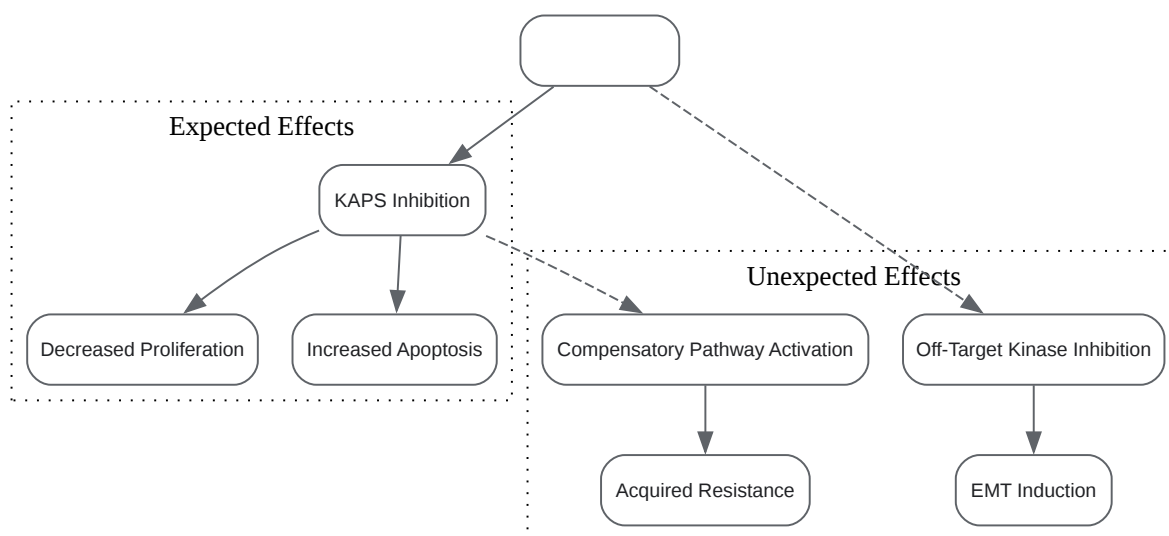 Expected Effects
KAPS Inhibition
Unexpected Effects
Decreased Proliferation
Increased Apoptosis
Compensatory Pathway Activation
Off-Target Kinase Inhibition
Acquired Resistance
EMT Induction